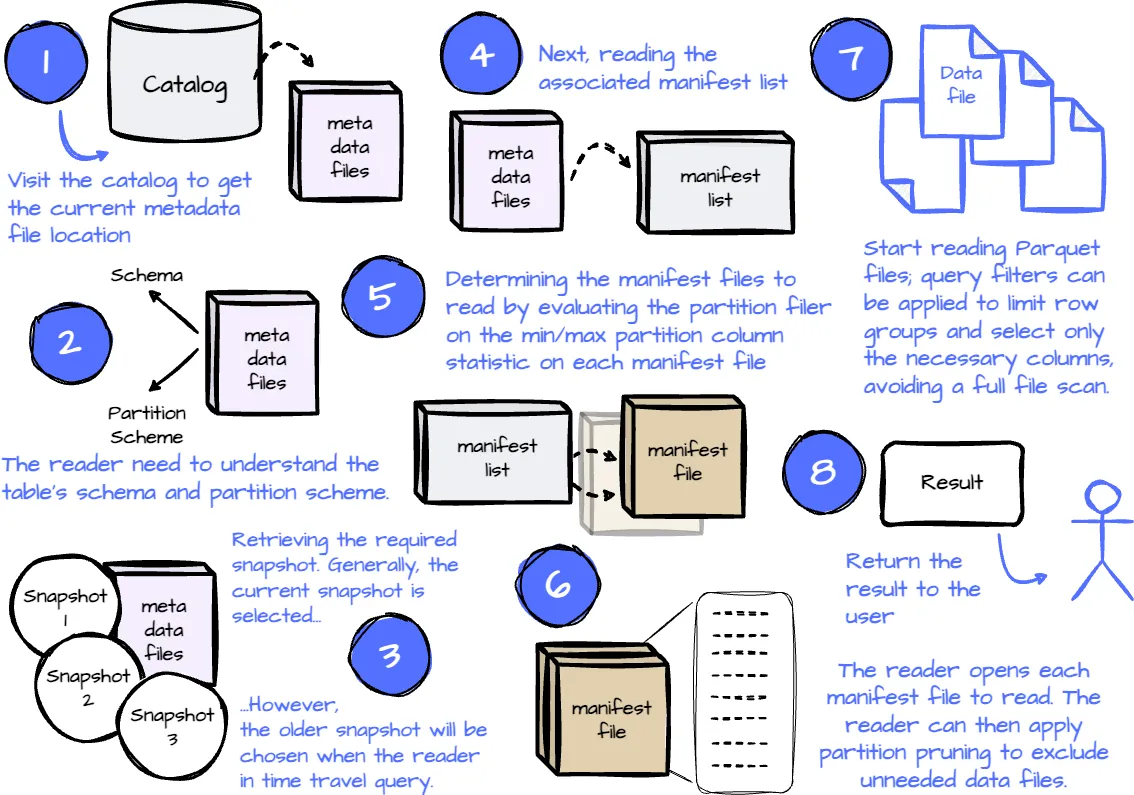 1
Catalog
meta
data
files
Visit the catalog to get
the current metadata
file location
2
Schema
Partition
Scheme
meta
data
files
The reader need to understand the
table's schema and partition scheme.
Snapshot
1
Snapshot
2
Snapshot
3
meta
data
files
3
Retrieving the required
snapshot. Generally, the
current snapshot is
selected...
...However,
the older snapshot will be
chosen when the reader
in time travel query.
4
Next, reading the
associated manifest list
meta
data
files
manifest
list
5
Determining the manifest files to
read by evaluating the partition filer
on the min/max partition column
statistic on each manifest file
manifest
list
manifest
file
6
manifest
file
The reader opens each
manifest file to read. The
reader can then apply
partition pruning to exclude
unneeded data files.
7
Data
file
Start reading Parquet
files; query filters can
be applied to limit row
groups and select only
the necessary columns,
avoiding a full file scan.
8
Result
Return the
result to the
user